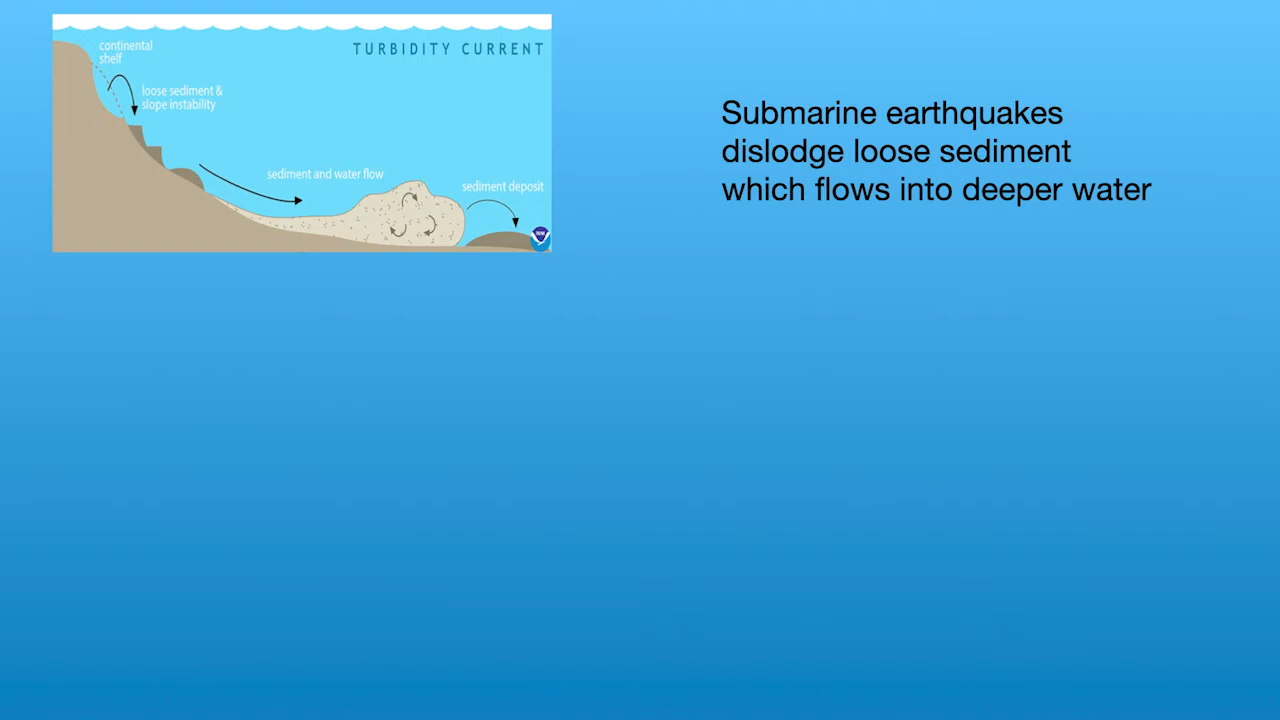 TURBIDITY CURRENT
continental
shelf
loose sediment &
slope instability
sediment and water flow
sediment deposit
Submarine earthquakes
dislodge loose sediment
which flows into deeper water